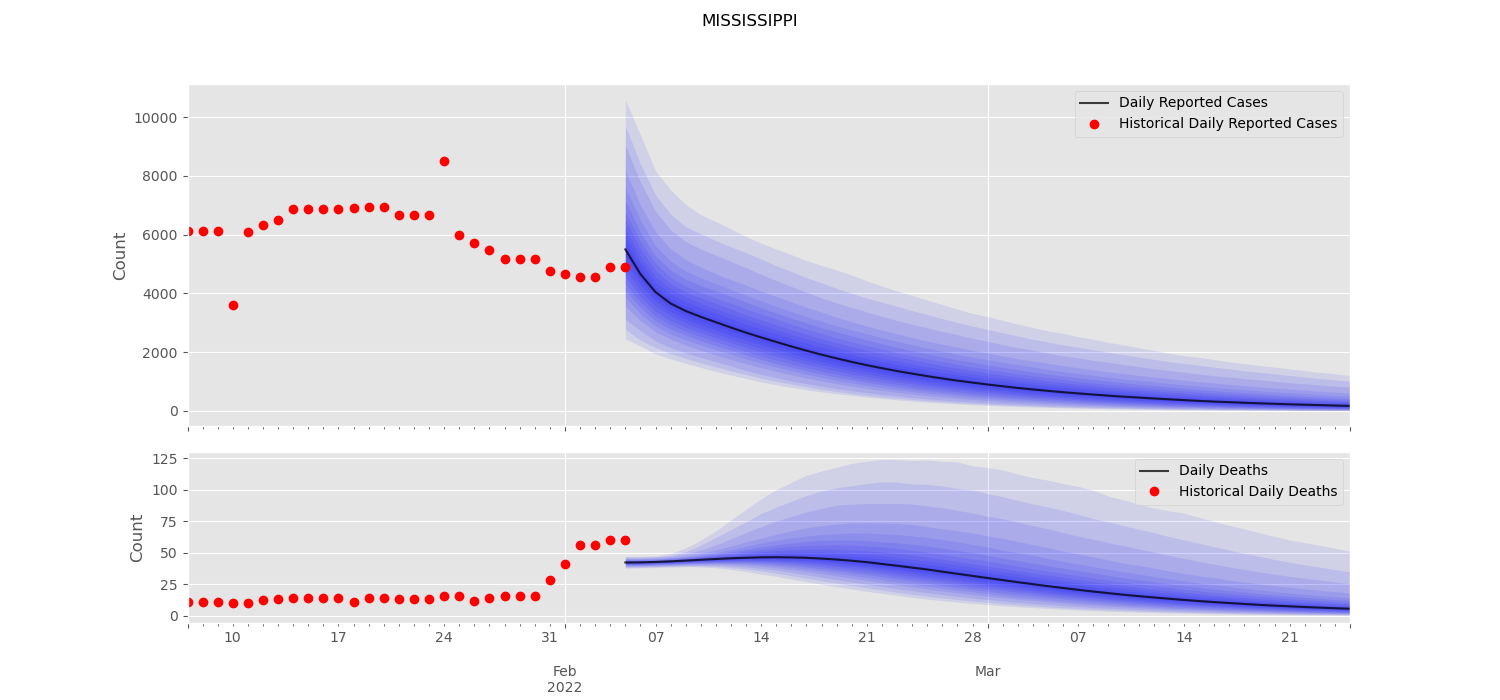 MISSISSIPPI
Daily Reported Cases
Historical Daily Reported Cases
10000
8000
6000
4000
2000
0
Count
Daily Deaths
Historical Daily Deaths
125
100
75
50
25
0
Count
10 17 24 31 07 14 21 28 07 14 21
Feb Mar
2022